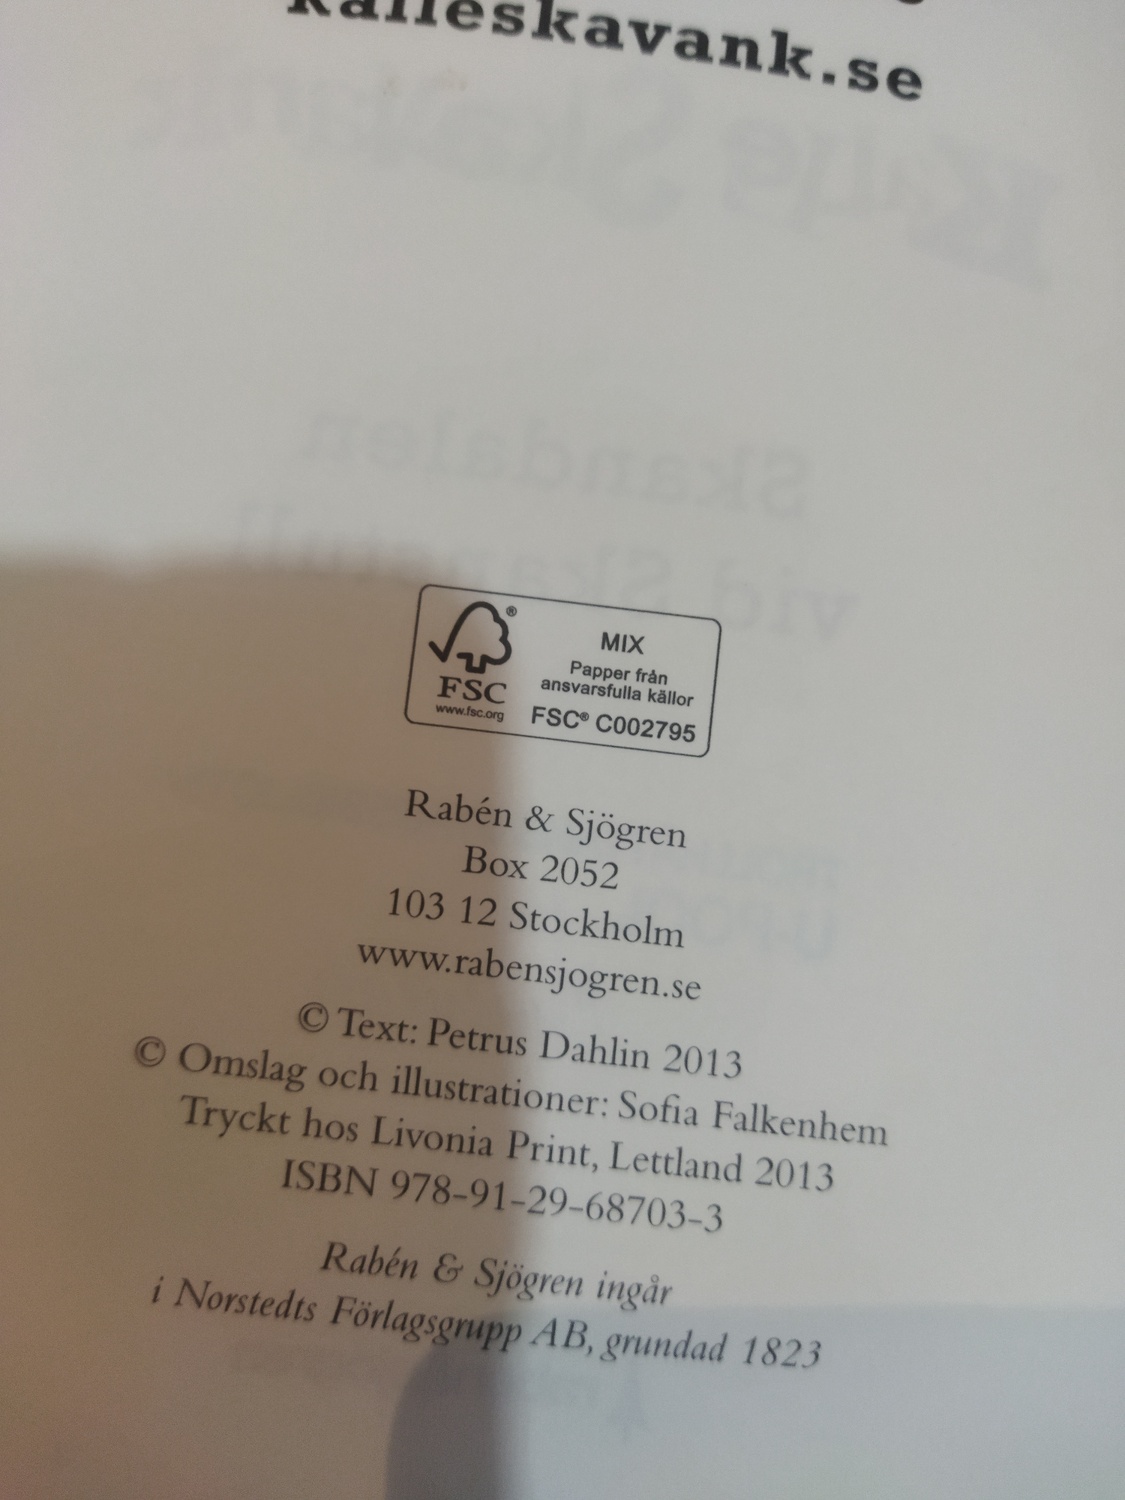 kalleskavank.se
MIX
Papper från
ansvarsfulla källor
FSC® C002795
FSC
www.fsc.org
Rabén & Sjögren
Box 2052
103 12 Stockholm
www.rabensjogren.se
© Text: Petrus Dahlin 2013
© Omslag och illustrationer: Sofia Falkenhem
Tryckt hos Livonia Print, Lettland 2013
ISBN 978-91-29-68703-3
Rabén & Sjögren ingår
i Norstedts Förlagsgrupp AB, grundad 1823